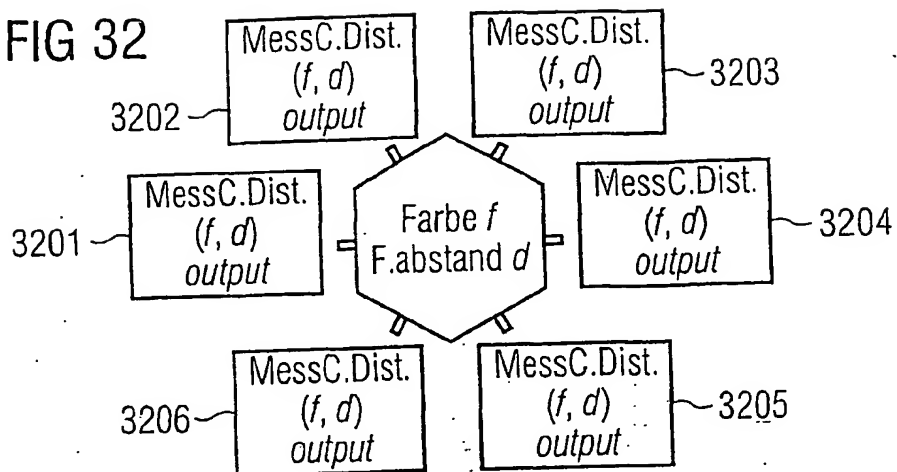 FIG 32
MessC.Dist.
(f, d)
output
3202
MessC.Dist.
(f, d)
output
3203
MessC.Dist.
(f, d)
output
3201
Farbe f
F.abstand d
MessC.Dist.
(f, d)
output
3204
MessC.Dist.
(f, d)
output
3206
MessC.Dist.
(f, d)
output
3205